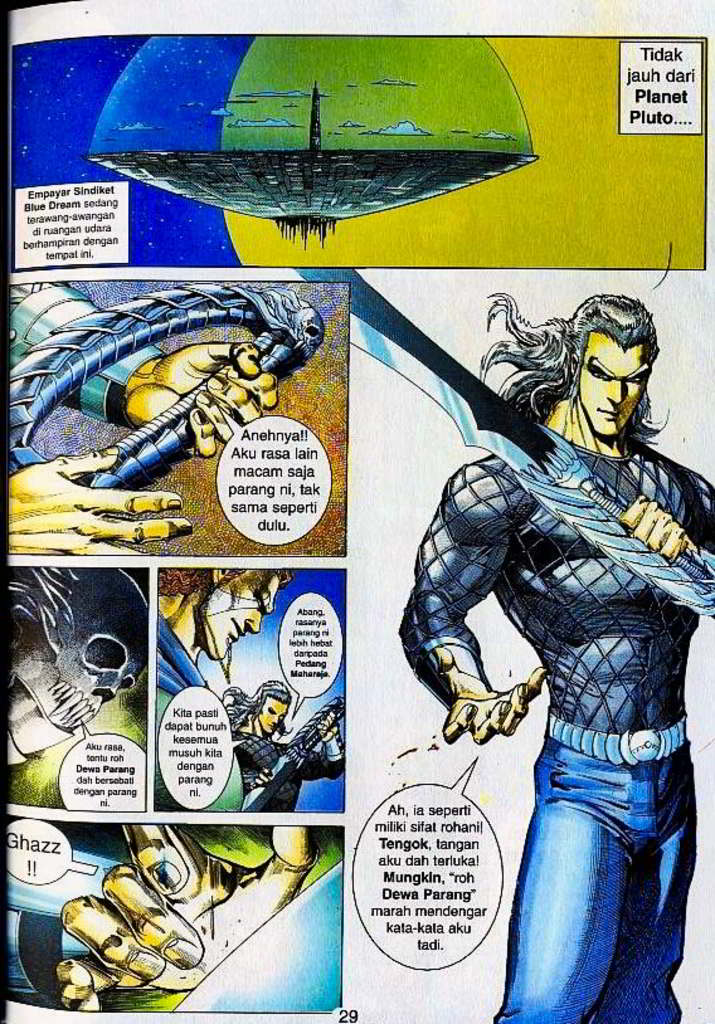 Tidak
jauh dari
Planet
Pluto....
Empayar Sindiket
Blue Dream sedang
terawang-awangan
di ruangan udara
berhampiran dengan
tempat ini.
Anehnya!!
Aku rasa lain
macam saja
parang ni, tak
sama seperti
dulu.
Aku rasa,
tentu roh
Dewa Parang
dah bersebati
dengan parang
ni.
Abang,
rasanya
parang ni
lebih hebat
daripada
Pedang
Maharaja.
Kita pasti
dapat bunuh
kesemua
musuh kita
dengan
parang
ni.
Ghazz
!!
Ah, ia seperti
miliki sifat rohani!
Tengok, tangan
aku dah terluka!
Mungkin, "roh
Dewa Parang"
marah mendengar
kata-kata aku
tadi.
29